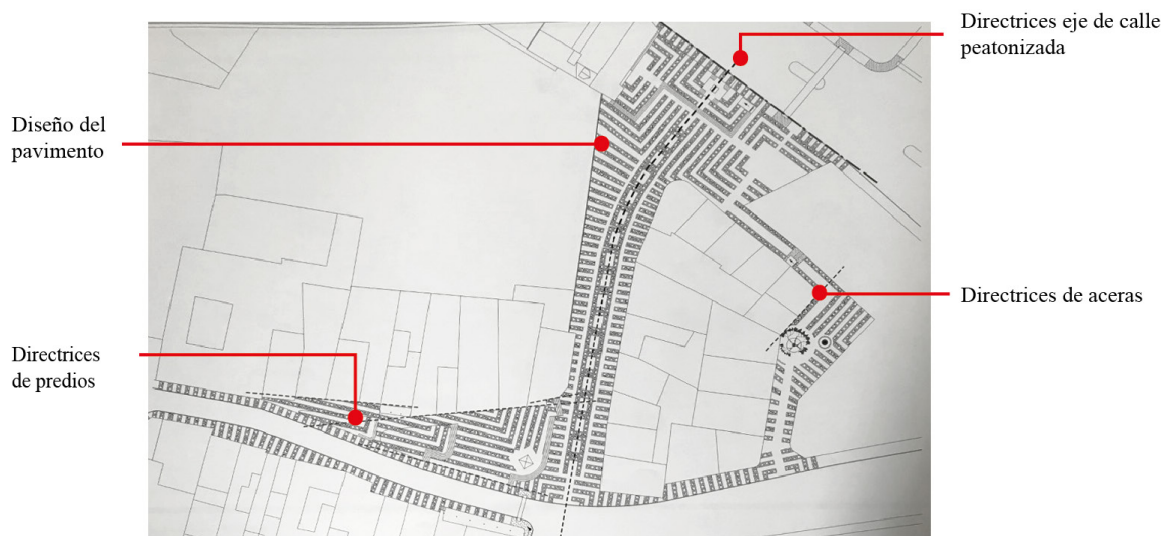 Directrices eje de calle
peatonizada
Diseño del
pavimento
Directrices de aceras
Directrices
de predios